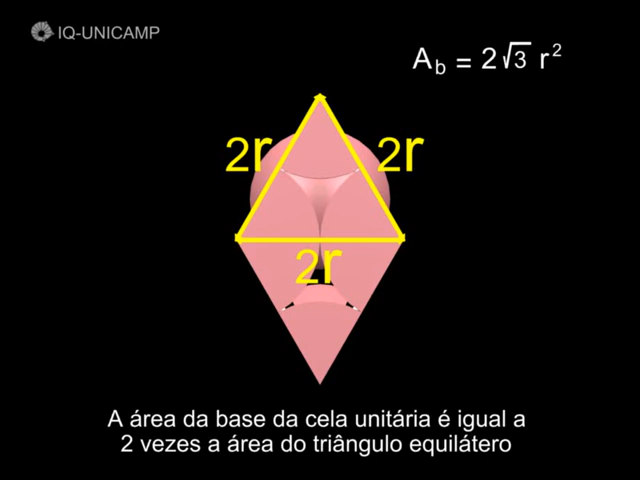 IQ-UNICAMP
A_b = 2√3 r²
2r 2r
2r
A área da base da cela unitária é igual a
2 vezes a área do triângulo equilátero